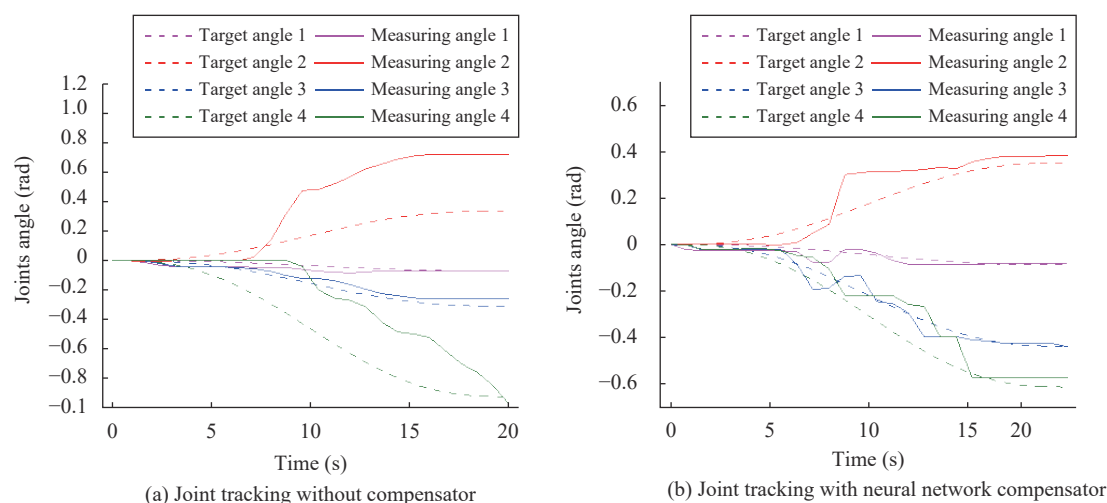 Target angle 1 Measuring angle 1
Target angle 2 Measuring angle 2
Target angle 3 Measuring angle 3
Target angle 4 Measuring angle 4
1.2
1.0
0.8
0.6
0.4
0.2
0
−0.2
−0.4
−0.6
−0.8
−0.1
Joints angle (rad)
0 5 10 15 20
Time (s)
(a) Joint tracking without compensator
Target angle 1 Measuring angle 1
Target angle 2 Measuring angle 2
Target angle 3 Measuring angle 3
Target angle 4 Measuring angle 4
0.6
0.4
0.2
0
−0.2
−0.4
−0.6
Joints angle (rad)
0 5 10 15 20
Time (s)
(b) Joint tracking with neural network compensator